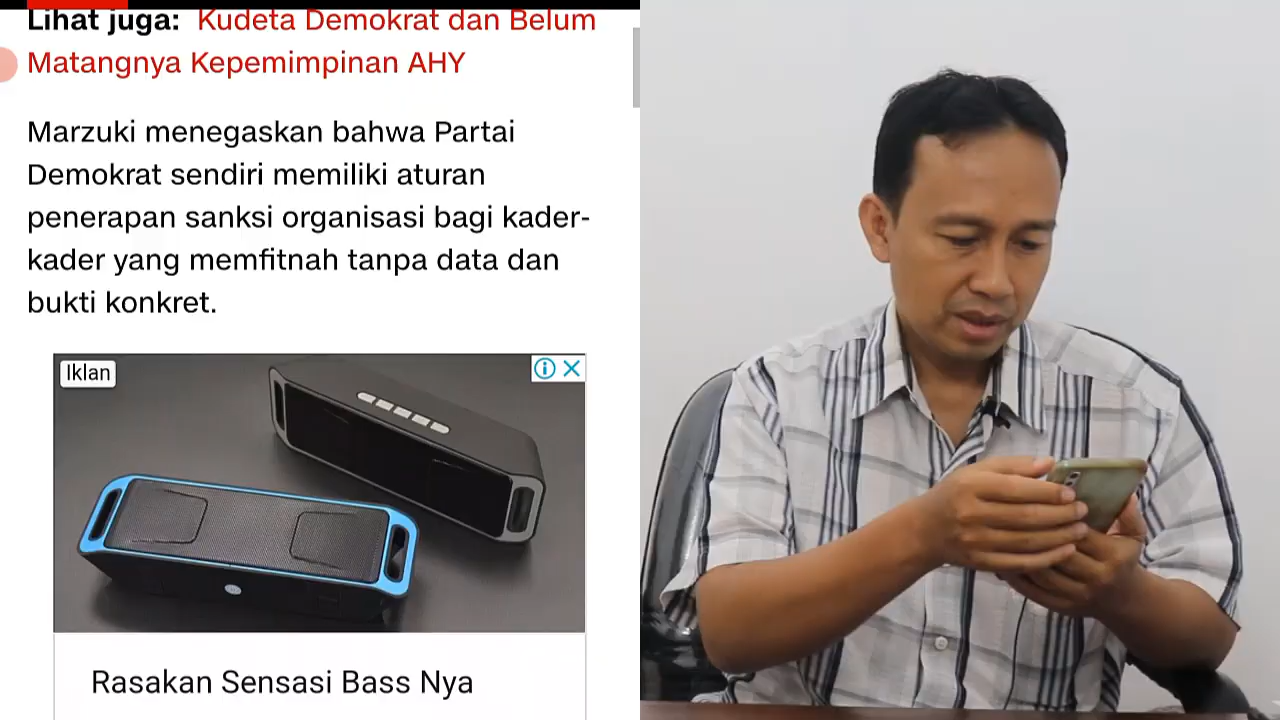 Lihat juga: Kudeta Demokrat dan Belum
Matangnya Kepemimpinan AHY
Marzuki menegaskan bahwa Partai
Demokrat sendiri memiliki aturan
penerapan sanksi organisasi bagi kader-
kader yang memfitnah tanpa data dan
bukti konkret.
Iklan
Rasakan Sensasi Bass Nya